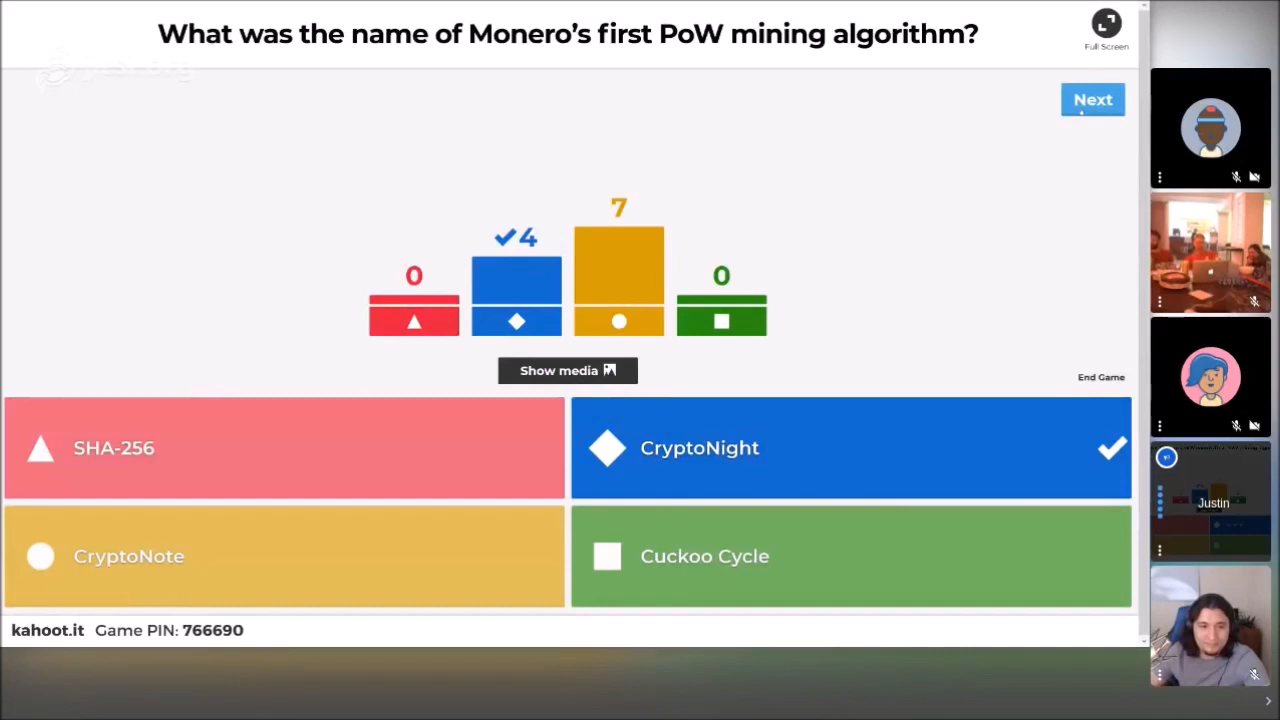 What was the name of Monero's first PoW mining algorithm?
Full Screen
Next
7
4
0
0
Show media
End Game
SHA-256
CryptoNight
CryptoNote
Cuckoo Cycle
Justin
kahoot.it Game PIN: 766690